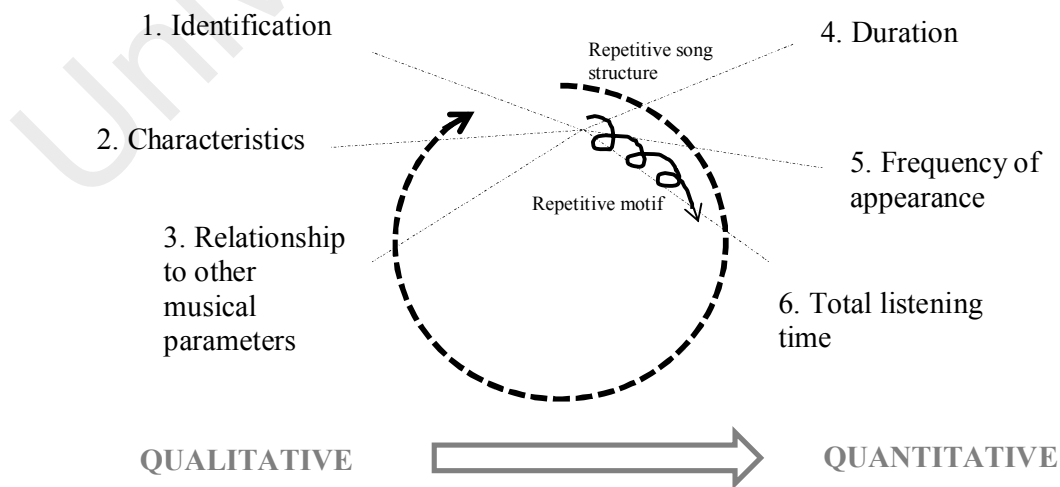 1. Identification
4. Duration
Repetitive song
structure
2. Characteristics
5. Frequency of
appearance
Repetitive motif
3. Relationship
to other
musical
parameters
6. Total listening
time
QUALITATIVE
QUANTITATIVE